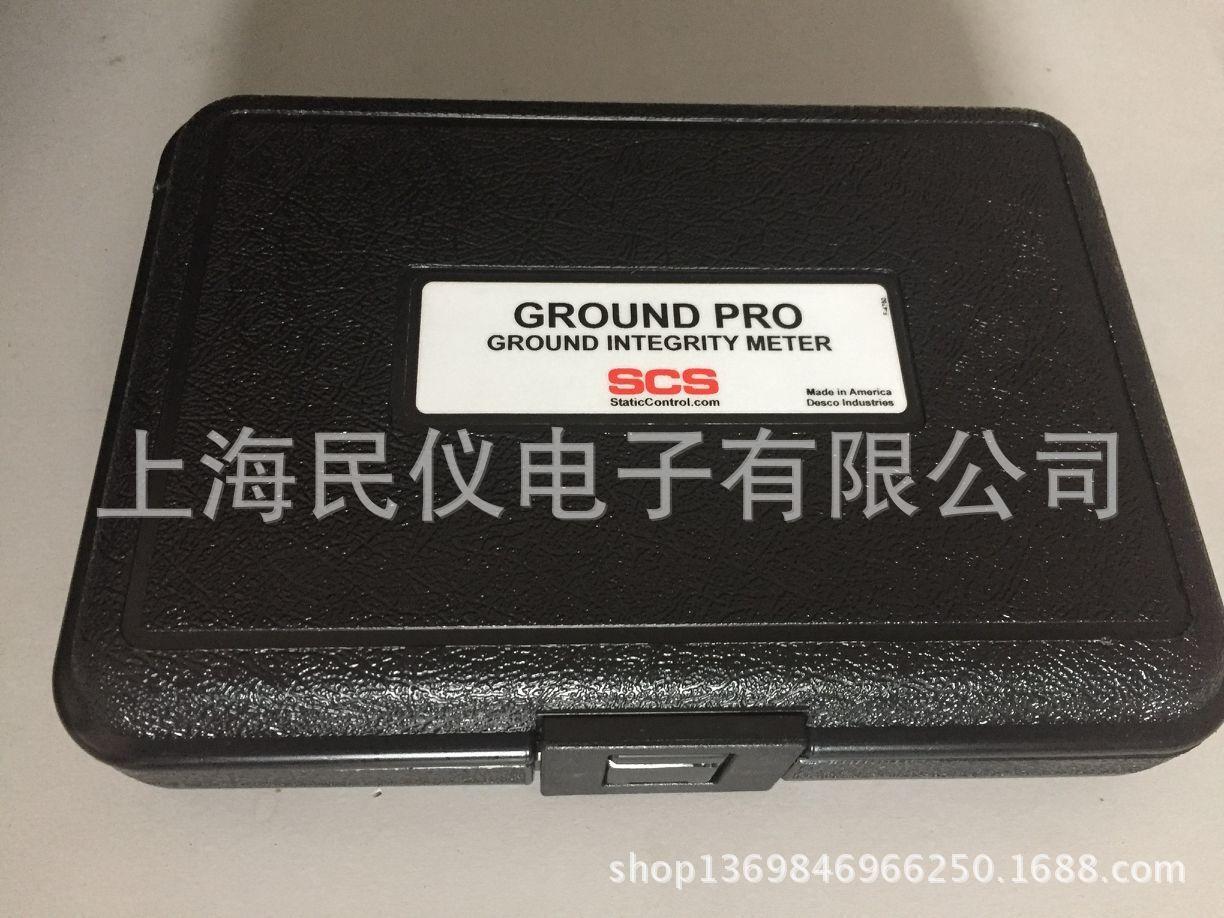 GROUND PRO
GROUND INTEGRITY METER
SCS
StaticControl.com
Made in America
Desco Industries
上海民仪电子有限公司
shop1369846966250.1688.com